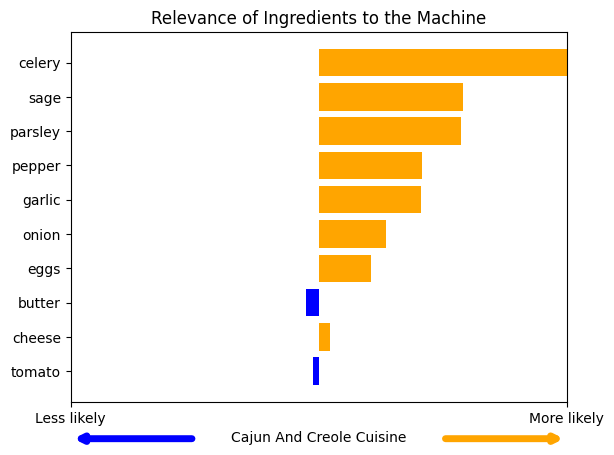 Relevance of Ingredients to the Machine
celery
sage
parsley
pepper
garlic
onion
eggs
butter
cheese
tomato
Less likely More likely
Cajun And Creole Cuisine